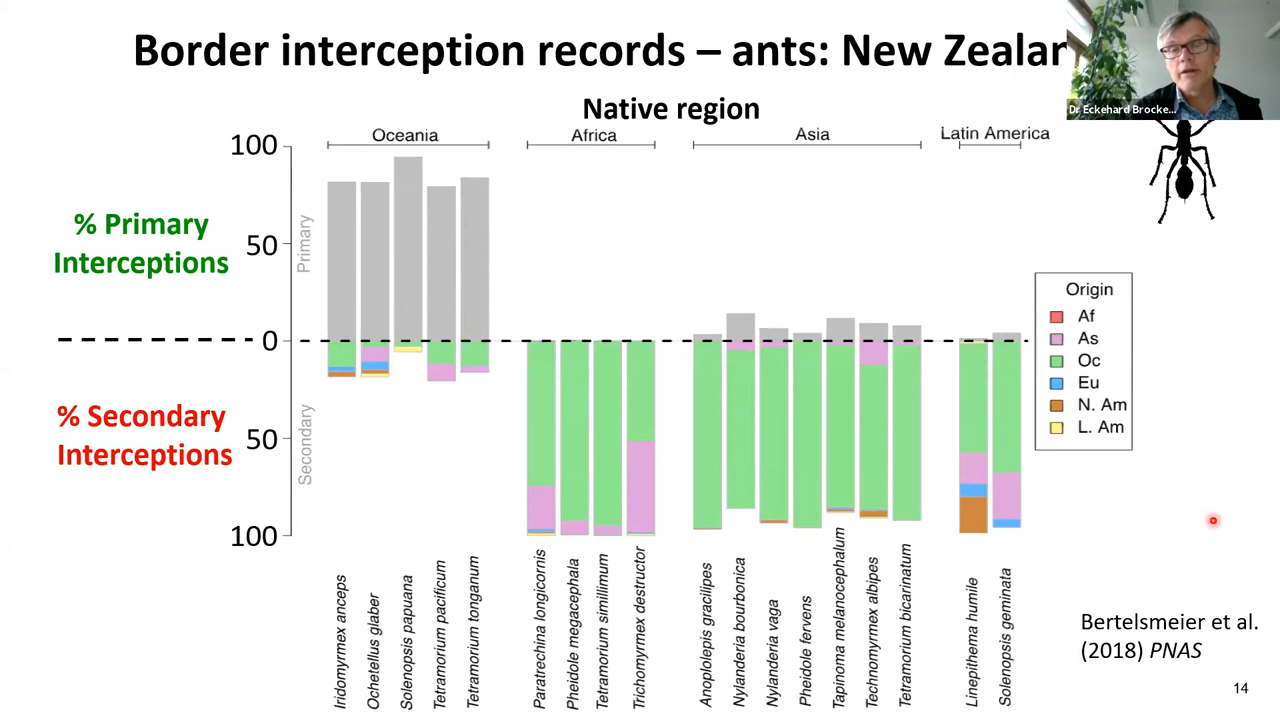 Border interception records – ants: New Zealan
Dr Eckehard Brocke...
Native region
Oceania
Africa
Asia
Latin America
100
50
0
50
100
% Primary
Interceptions
% Secondary
Interceptions
Primary
Secondary
Origin
Af
As
Oc
Eu
N. Am
L. Am
Iridomyrmex anceps
Ochetellus glaber
Solenopsis papuana
Tetramorium pacificum
Tetramorium tonganum
Paratrechina longicornis
Pheidole megacephala
Tetramorium simillimum
Trichomyrmex destructor
Anoplolepis gracilipes
Nylanderia bourbonica
Nylanderia vaga
Pheidole fervens
Tapinoma melanocephalum
Technomyrmex albipes
Tetramorium bicarinatum
Linepithema humile
Solenopsis geminata
Bertelsmeier et al.
(2018) PNAS
14